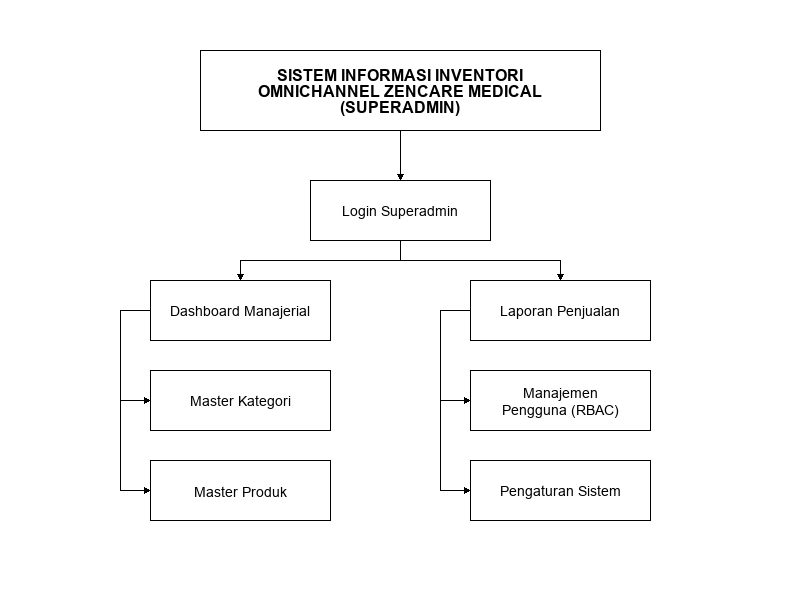 SISTEM INFORMASI INVENTORI
OMNICHANNEL ZENCARE MEDICAL
(SUPERADMIN)
Login Superadmin
Dashboard Manajerial
Laporan Penjualan
Master Kategori
Manajemen
Pengguna (RBAC)
Master Produk
Pengaturan Sistem